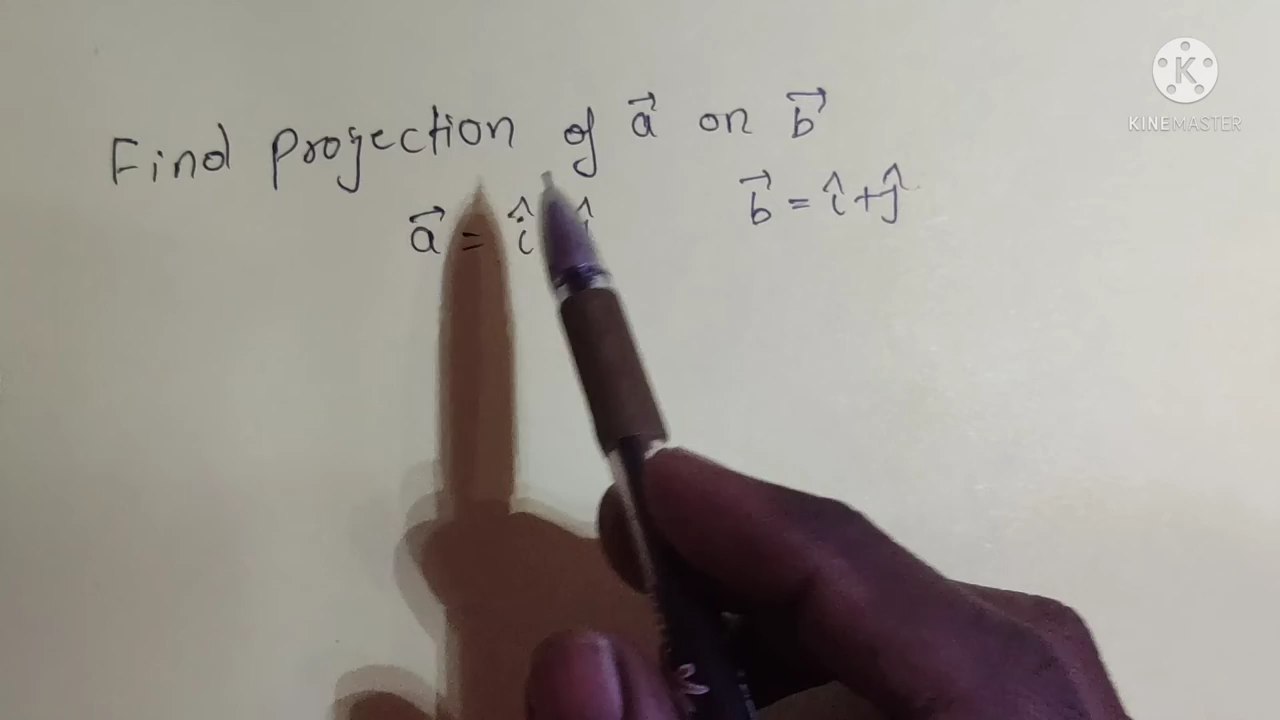 Find projection of a⃗ on b⃗
a⃗ = î ĵ b⃗ = î + ĵ
KINEMASTER